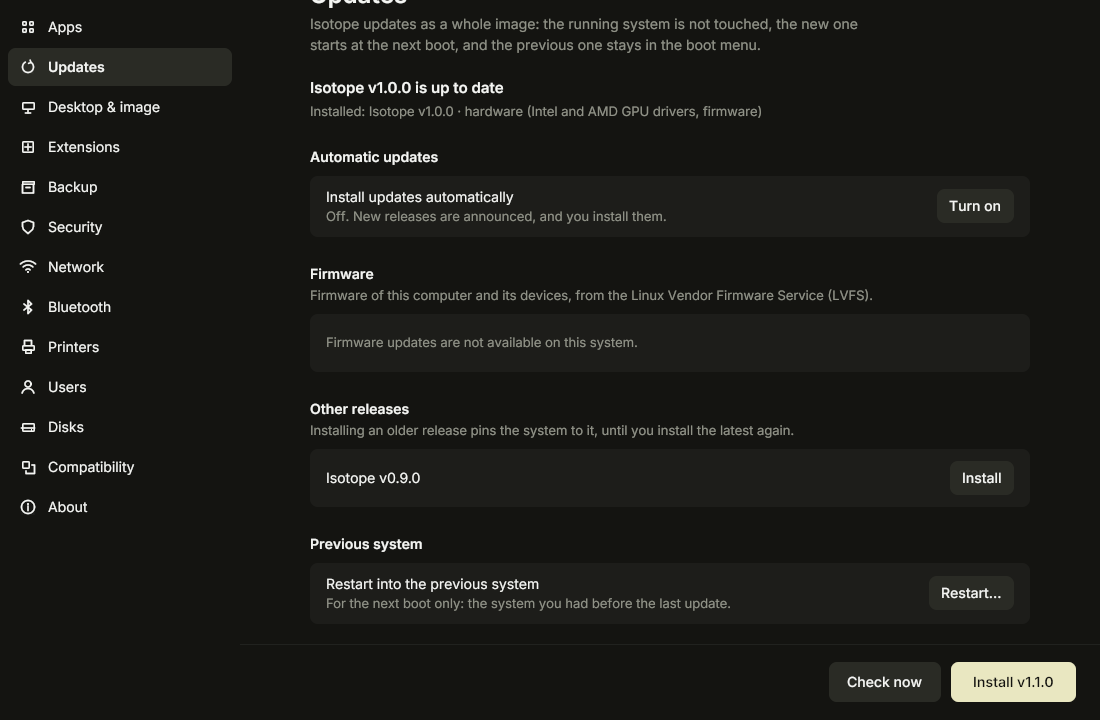 Apps
Updates
Desktop & image
Extensions
Backup
Security
Network
Bluetooth
Printers
Users
Disks
Compatibility
About
Updates
Isotope updates as a whole image: the running system is not touched, the new one
starts at the next boot, and the previous one stays in the boot menu.
Isotope v1.0.0 is up to date
Installed: Isotope v1.0.0 · hardware (Intel and AMD GPU drivers, firmware)
Automatic updates
Install updates automatically
Off. New releases are announced, and you install them.
Turn on
Firmware
Firmware of this computer and its devices, from the Linux Vendor Firmware Service (LVFS).
Firmware updates are not available on this system.
Other releases
Installing an older release pins the system to it, until you install the latest again.
Isotope v0.9.0
Install
Previous system
Restart into the previous system
For the next boot only: the system you had before the last update.
Restart...
Check now
Install v1.1.0